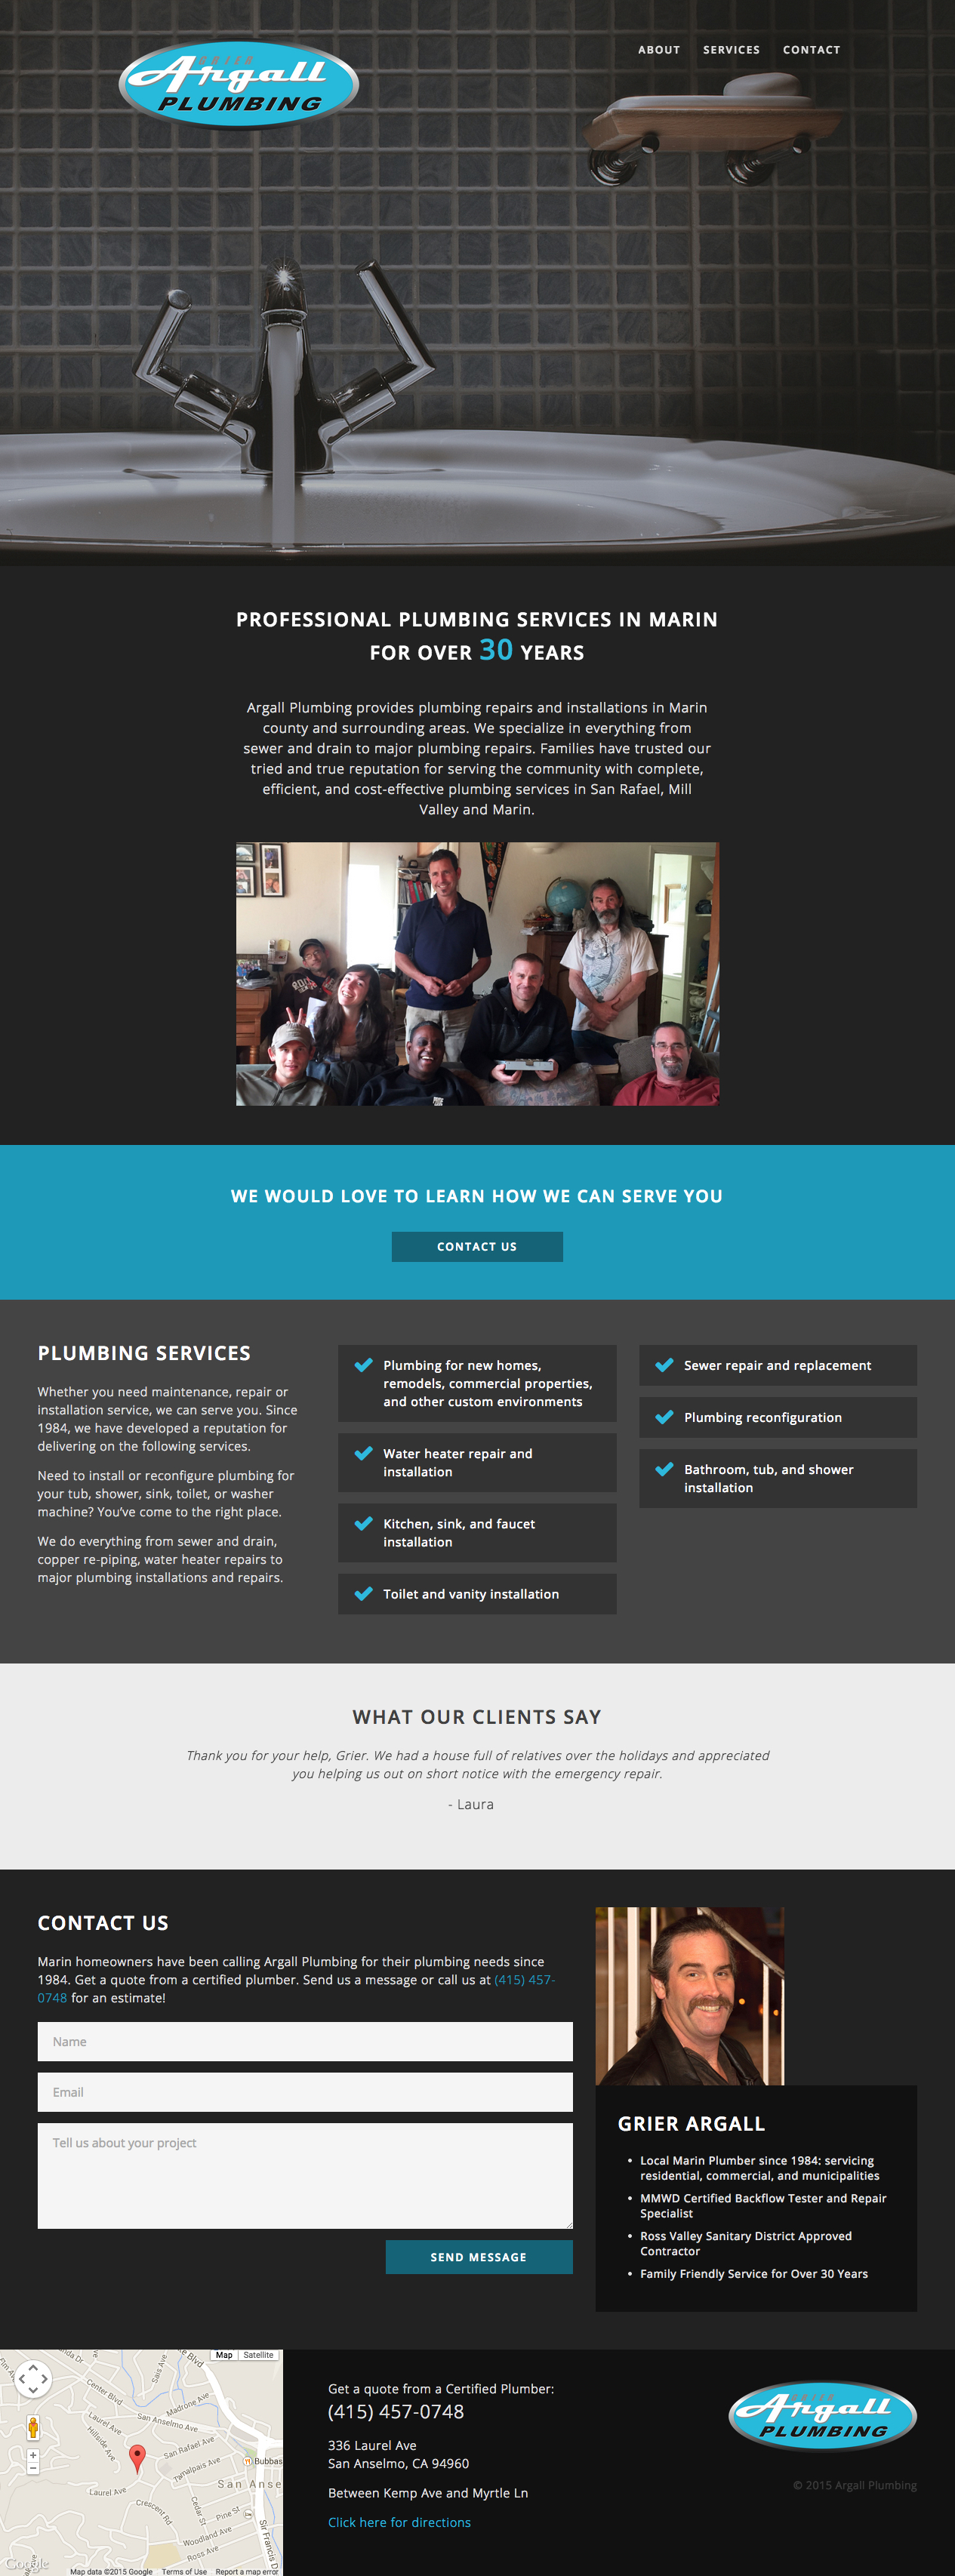 GRIER
Argall
PLUMBING
ABOUT SERVICES CONTACT
PROFESSIONAL PLUMBING SERVICES IN MARIN
FOR OVER 30 YEARS
Argall Plumbing provides plumbing repairs and installations in Marin
county and surrounding areas. We specialize in everything from
sewer and drain to major plumbing repairs. Families have trusted our
tried and true reputation for serving the community with complete,
efficient, and cost-effective plumbing services in San Rafael, Mill
Valley and Marin.
WE WOULD LOVE TO LEARN HOW WE CAN SERVE YOU
CONTACT US
PLUMBING SERVICES
Whether you need maintenance, repair or
installation service, we can serve you. Since
1984, we have developed a reputation for
delivering on the following services.
Need to install or reconfigure plumbing for
your tub, shower, sink, toilet, or washer
machine? You've come to the right place.
We do everything from sewer and drain,
copper re-piping, water heater repairs to
major plumbing installations and repairs.
Plumbing for new homes,
remodels, commercial properties,
and other custom environments
Water heater repair and
installation
Kitchen, sink, and faucet
installation
Toilet and vanity installation
Sewer repair and replacement
Plumbing reconfiguration
Bathroom, tub, and shower
installation
WHAT OUR CLIENTS SAY
Thank you for your help, Grier. We had a house full of relatives over the holidays and appreciated
you helping us out on short notice with the emergency repair.
- Laura
CONTACT US
Marin homeowners have been calling Argall Plumbing for their plumbing needs since
1984. Get a quote from a certified plumber. Send us a message or call us at (415) 457-
0748 for an estimate!
Name
Email
Tell us about your project
SEND MESSAGE
GRIER ARGALL
• Local Marin Plumber since 1984: servicing
residential, commercial, and municipalities
• MMWD Certified Backflow Tester and Repair
Specialist
• Ross Valley Sanitary District Approved
Contractor
• Family Friendly Service for Over 30 Years
Map Satellite
Center Blvd
Sais Ave
Madrone Ave
Laurel Ave
San Anselmo Ave
Hillside Ave
San Rafael Ave
Tamalpais Ave
Bubbas
San Anse
Laurel Ave
Crescent Rd
Cedar St
Pine St
Woodland Ave
Ross Ave
Sir Francis D
Google
Map data ©2015 Google Terms of Use Report a map error
Get a quote from a Certified Plumber:
(415) 457-0748
336 Laurel Ave
San Anselmo, CA 94960
Between Kemp Ave and Myrtle Ln
Click here for directions
GRIER
Argall
PLUMBING
© 2015 Argall Plumbing